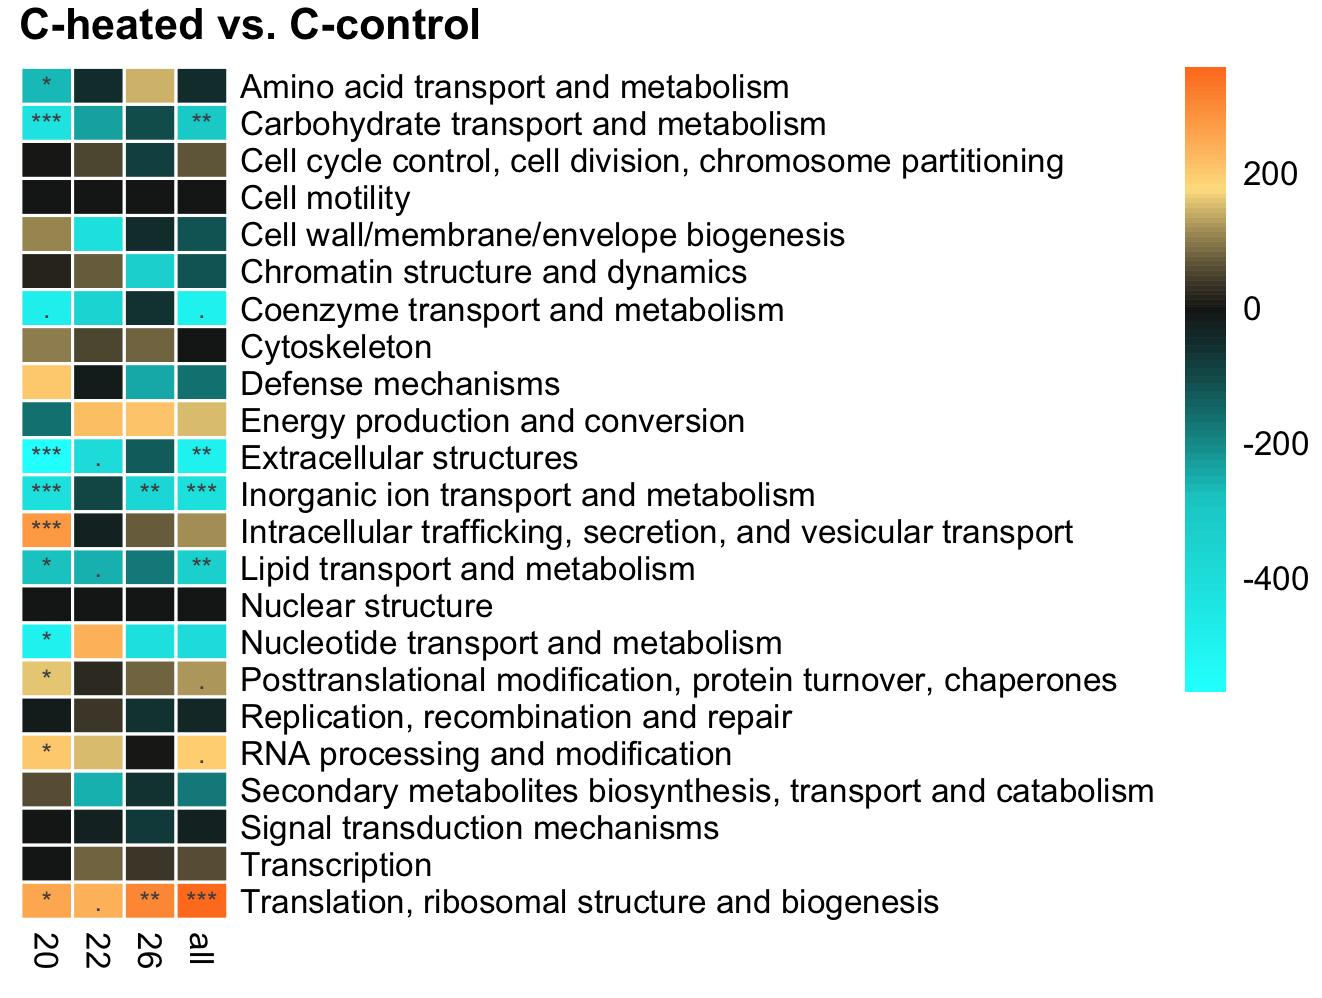 C-heated vs. C-control
* Amino acid transport and metabolism
*** ** Carbohydrate transport and metabolism
Cell cycle control, cell division, chromosome partitioning
Cell motility
Cell wall/membrane/envelope biogenesis
Chromatin structure and dynamics
. . Coenzyme transport and metabolism
Cytoskeleton
Defense mechanisms
Energy production and conversion
*** . ** Extracellular structures
*** ** *** Inorganic ion transport and metabolism
*** Intracellular trafficking, secretion, and vesicular transport
* . ** Lipid transport and metabolism
Nuclear structure
* Nucleotide transport and metabolism
* . Posttranslational modification, protein turnover, chaperones
Replication, recombination and repair
* . RNA processing and modification
Secondary metabolites biosynthesis, transport and catabolism
Signal transduction mechanisms
Transcription
* . ** *** Translation, ribosomal structure and biogenesis
20 22 26 all
200
0
-200
-400